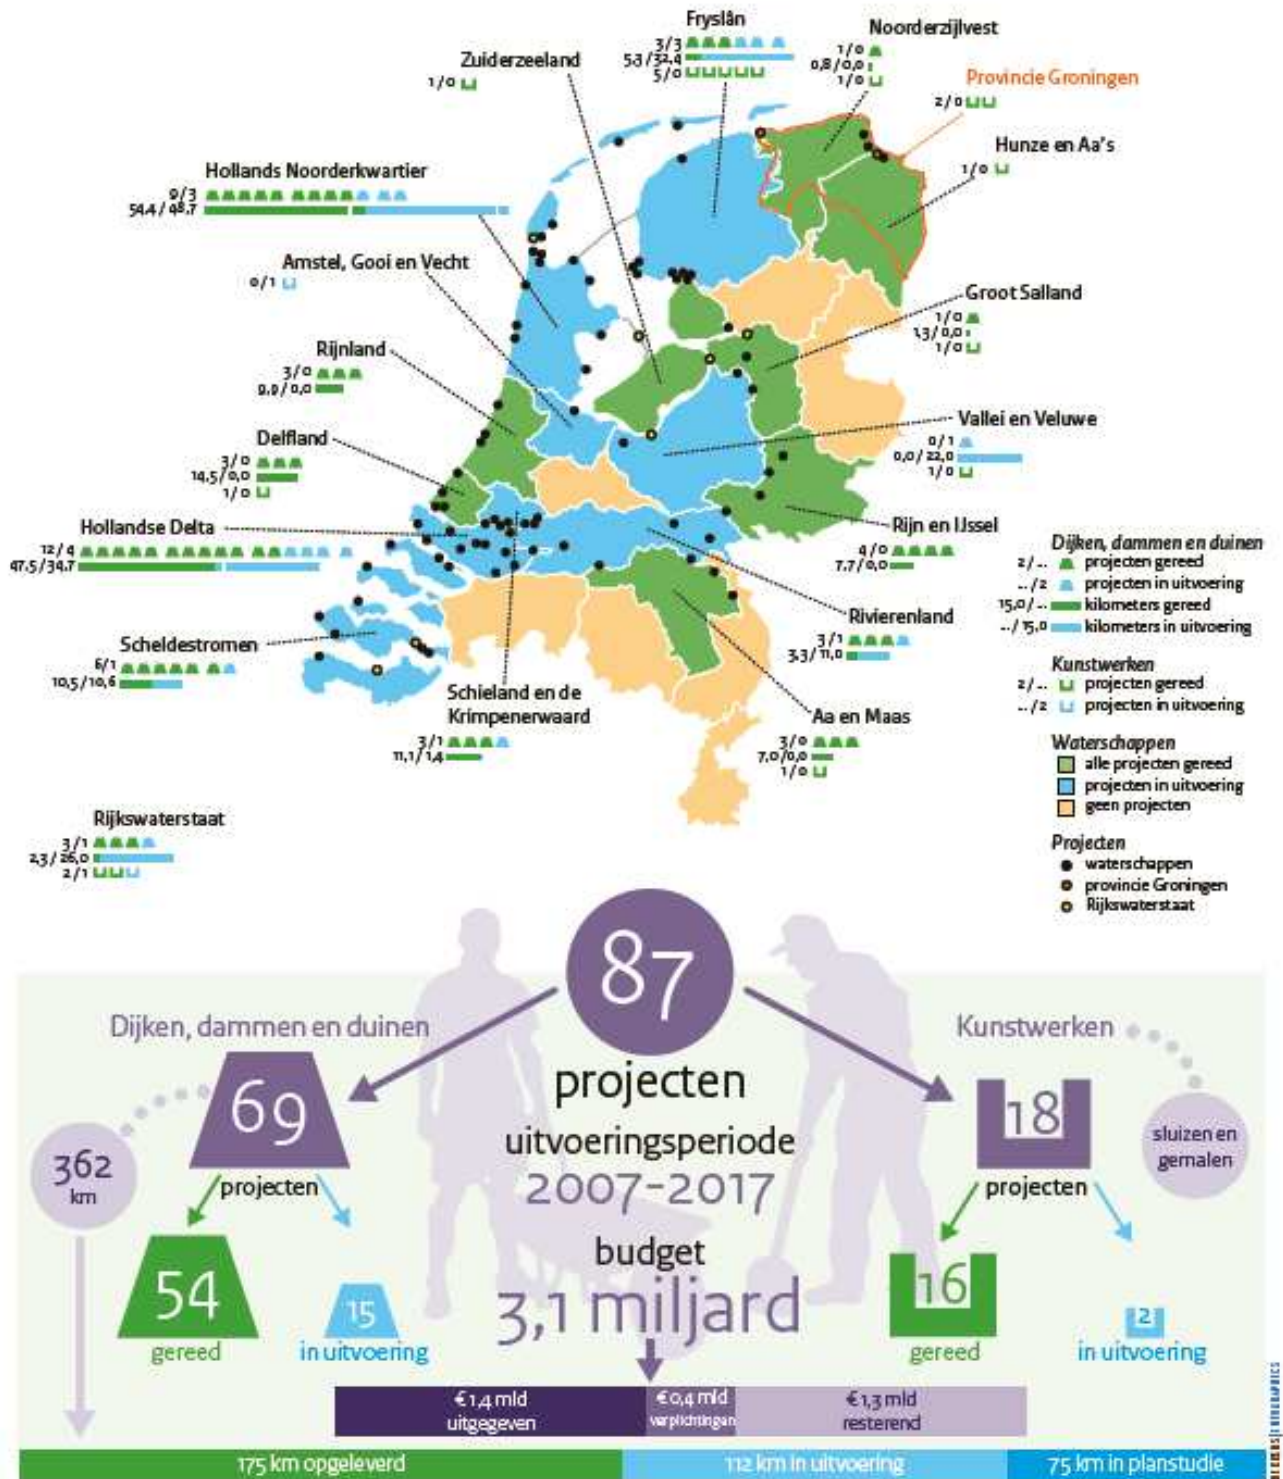 Fryslân
3/3
5,3/32,4
5/0
Noorderzijlvest
1/0
0,8/0,0
1/0
Zuiderzeeland
1/0
Provincie Groningen
2/0
Hunze en Aa's
1/0
Hollands Noorderkwartier
9/3
54,4/48,7
Amstel, Gooi en Vecht
0/1
Groot Salland
1/0
1,3/0,0
1/0
Rijnland
3/0
9,9/0,0
Vallei en Veluwe
0/1
0,0/22,0
1/0
Delfland
3/0
14,5/0,0
1/0
Hollandse Delta
12/4
47,5/34,7
Rijn en IJssel
4/0
7,7/0,0
Rivierenland
3/1
3,3/11,0
Scheldestromen
6/1
10,5/10,6
Schieland en de
Krimpenerwaard
3/1
11,1/1,4
Aa en Maas
3/0
7,0/0,0
1/0
Rijkswaterstaat
3/1
2,3/26,0
2/1
Dijken, dammen en duinen
2/... projecten gereed
.../2 projecten in uitvoering
15,0/... kilometers gereed
.../15,0 kilometers in uitvoering
Kunstwerken
2/... projecten gereed
.../2 projecten in uitvoering
Waterschappen
alle projecten gereed
projecten in uitvoering
geen projecten
Projecten
waterschappen
provincie Groningen
Rijkswaterstaat
87
projecten
uitvoeringsperiode
2007-2017
budget
3,1 miljard
Dijken, dammen en duinen
69
projecten
362
km
54
gereed
15
in uitvoering
Kunstwerken
18
projecten
sluizen en
gemalen
16
gereed
2
in uitvoering
€1,4 mld
uitgegeven
€0,4 mld
verplichtingen
€1,3 mld
resterend
175 km opgeleverd
112 km in uitvoering
75 km in planstudie